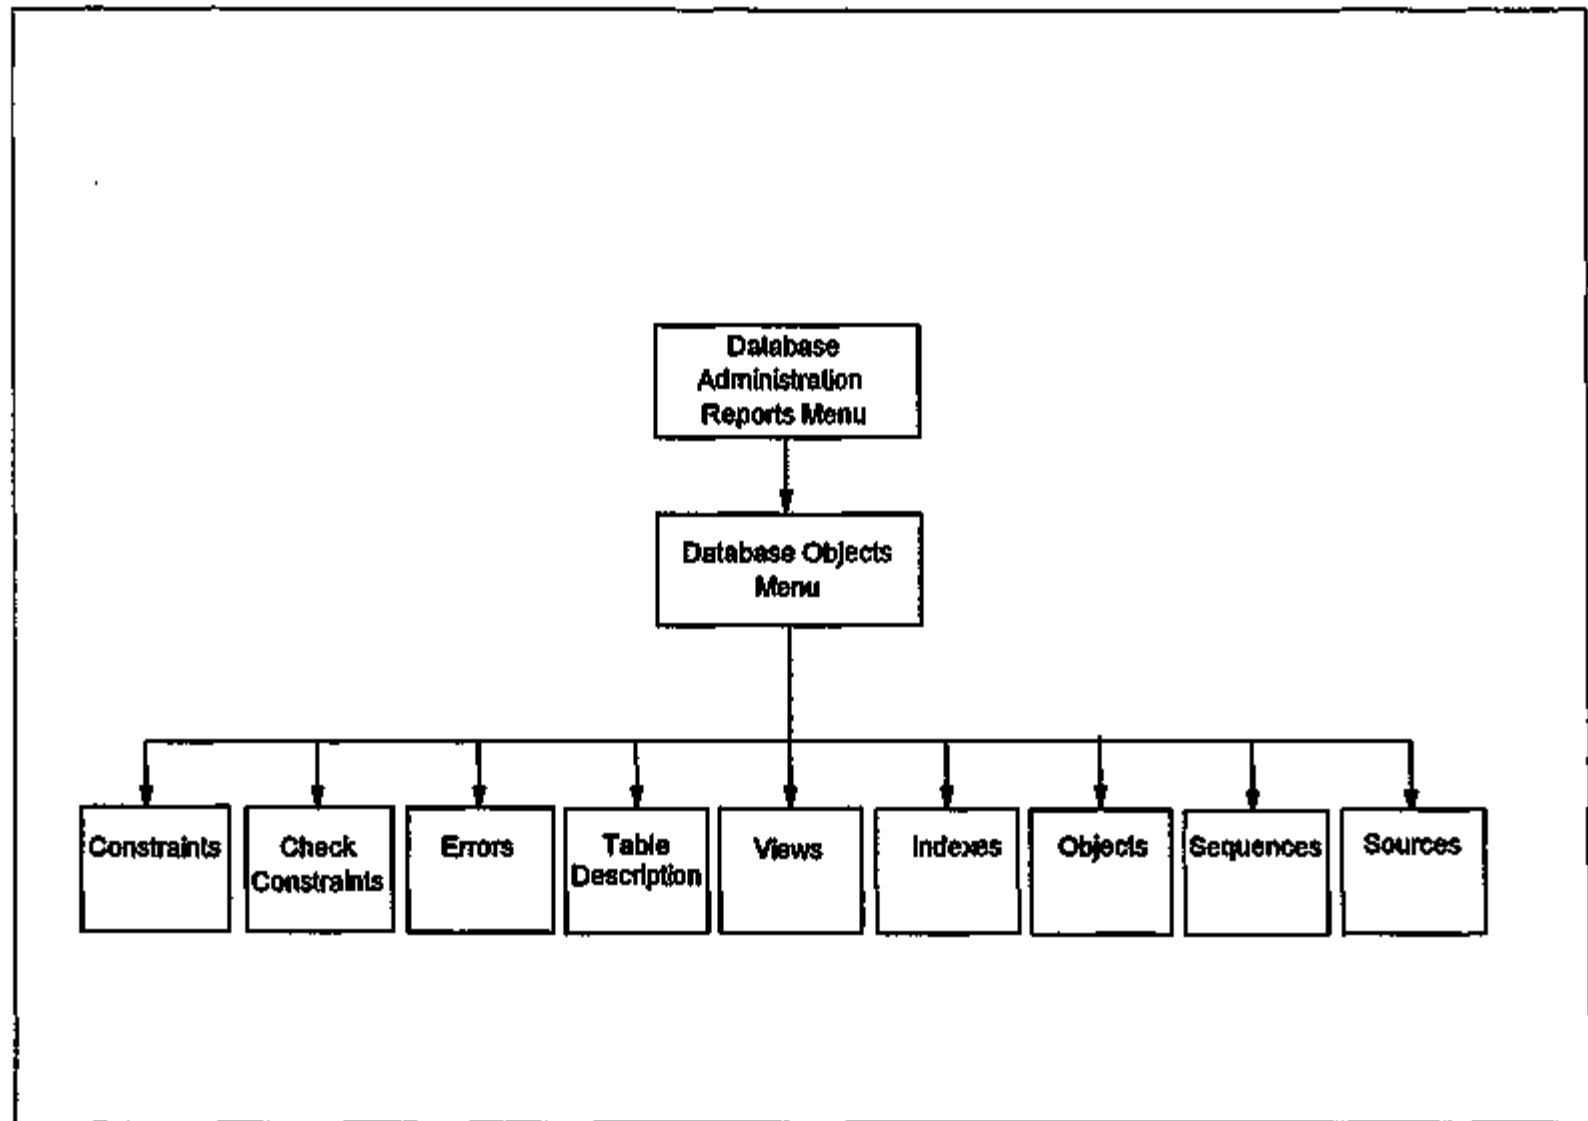 Database
Administration
Reports Menu
Database Objects
Menu
Constraints
Check
Constraints
Errors
Table
Description
Views
Indexes
Objects
Sequences
Sources